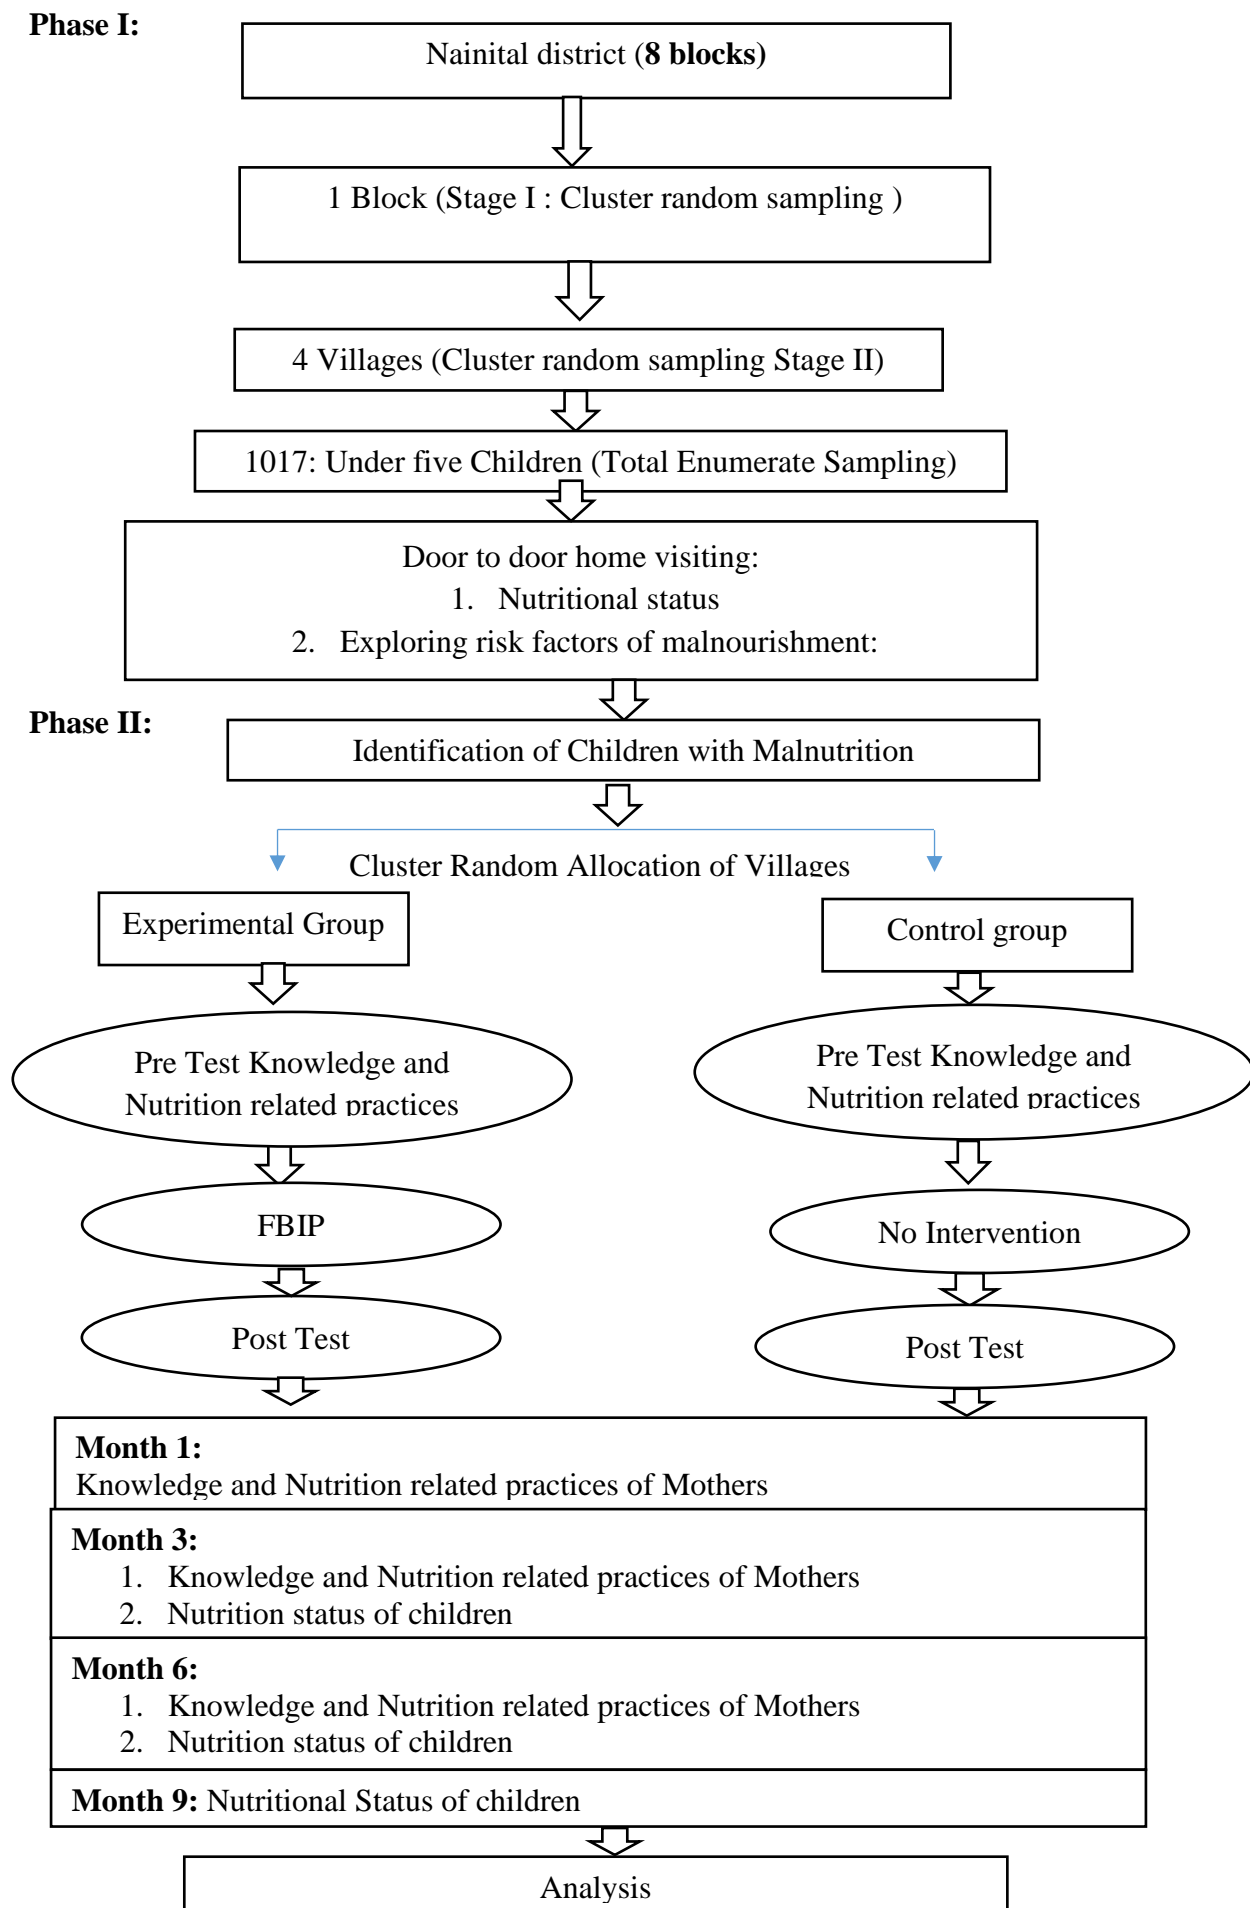 Phase I:
Nainital district (8 blocks)
1 Block (Stage I : Cluster random sampling )
4 Villages (Cluster random sampling Stage II)
1017: Under five Children (Total Enumerate Sampling)
Door to door home visiting:
1. Nutritional status
2. Exploring risk factors of malnourishment:
Phase II:
Identification of Children with Malnutrition
Cluster Random Allocation of Villages
Experimental Group
Control group
Pre Test Knowledge and
Nutrition related practices
Pre Test Knowledge and
Nutrition related practices
FBIP
No Intervention
Post Test
Post Test
Month 1:
Knowledge and Nutrition related practices of Mothers
Month 3:
1. Knowledge and Nutrition related practices of Mothers
2. Nutrition status of children
Month 6:
1. Knowledge and Nutrition related practices of Mothers
2. Nutrition status of children
Month 9: Nutritional Status of children
Analysis